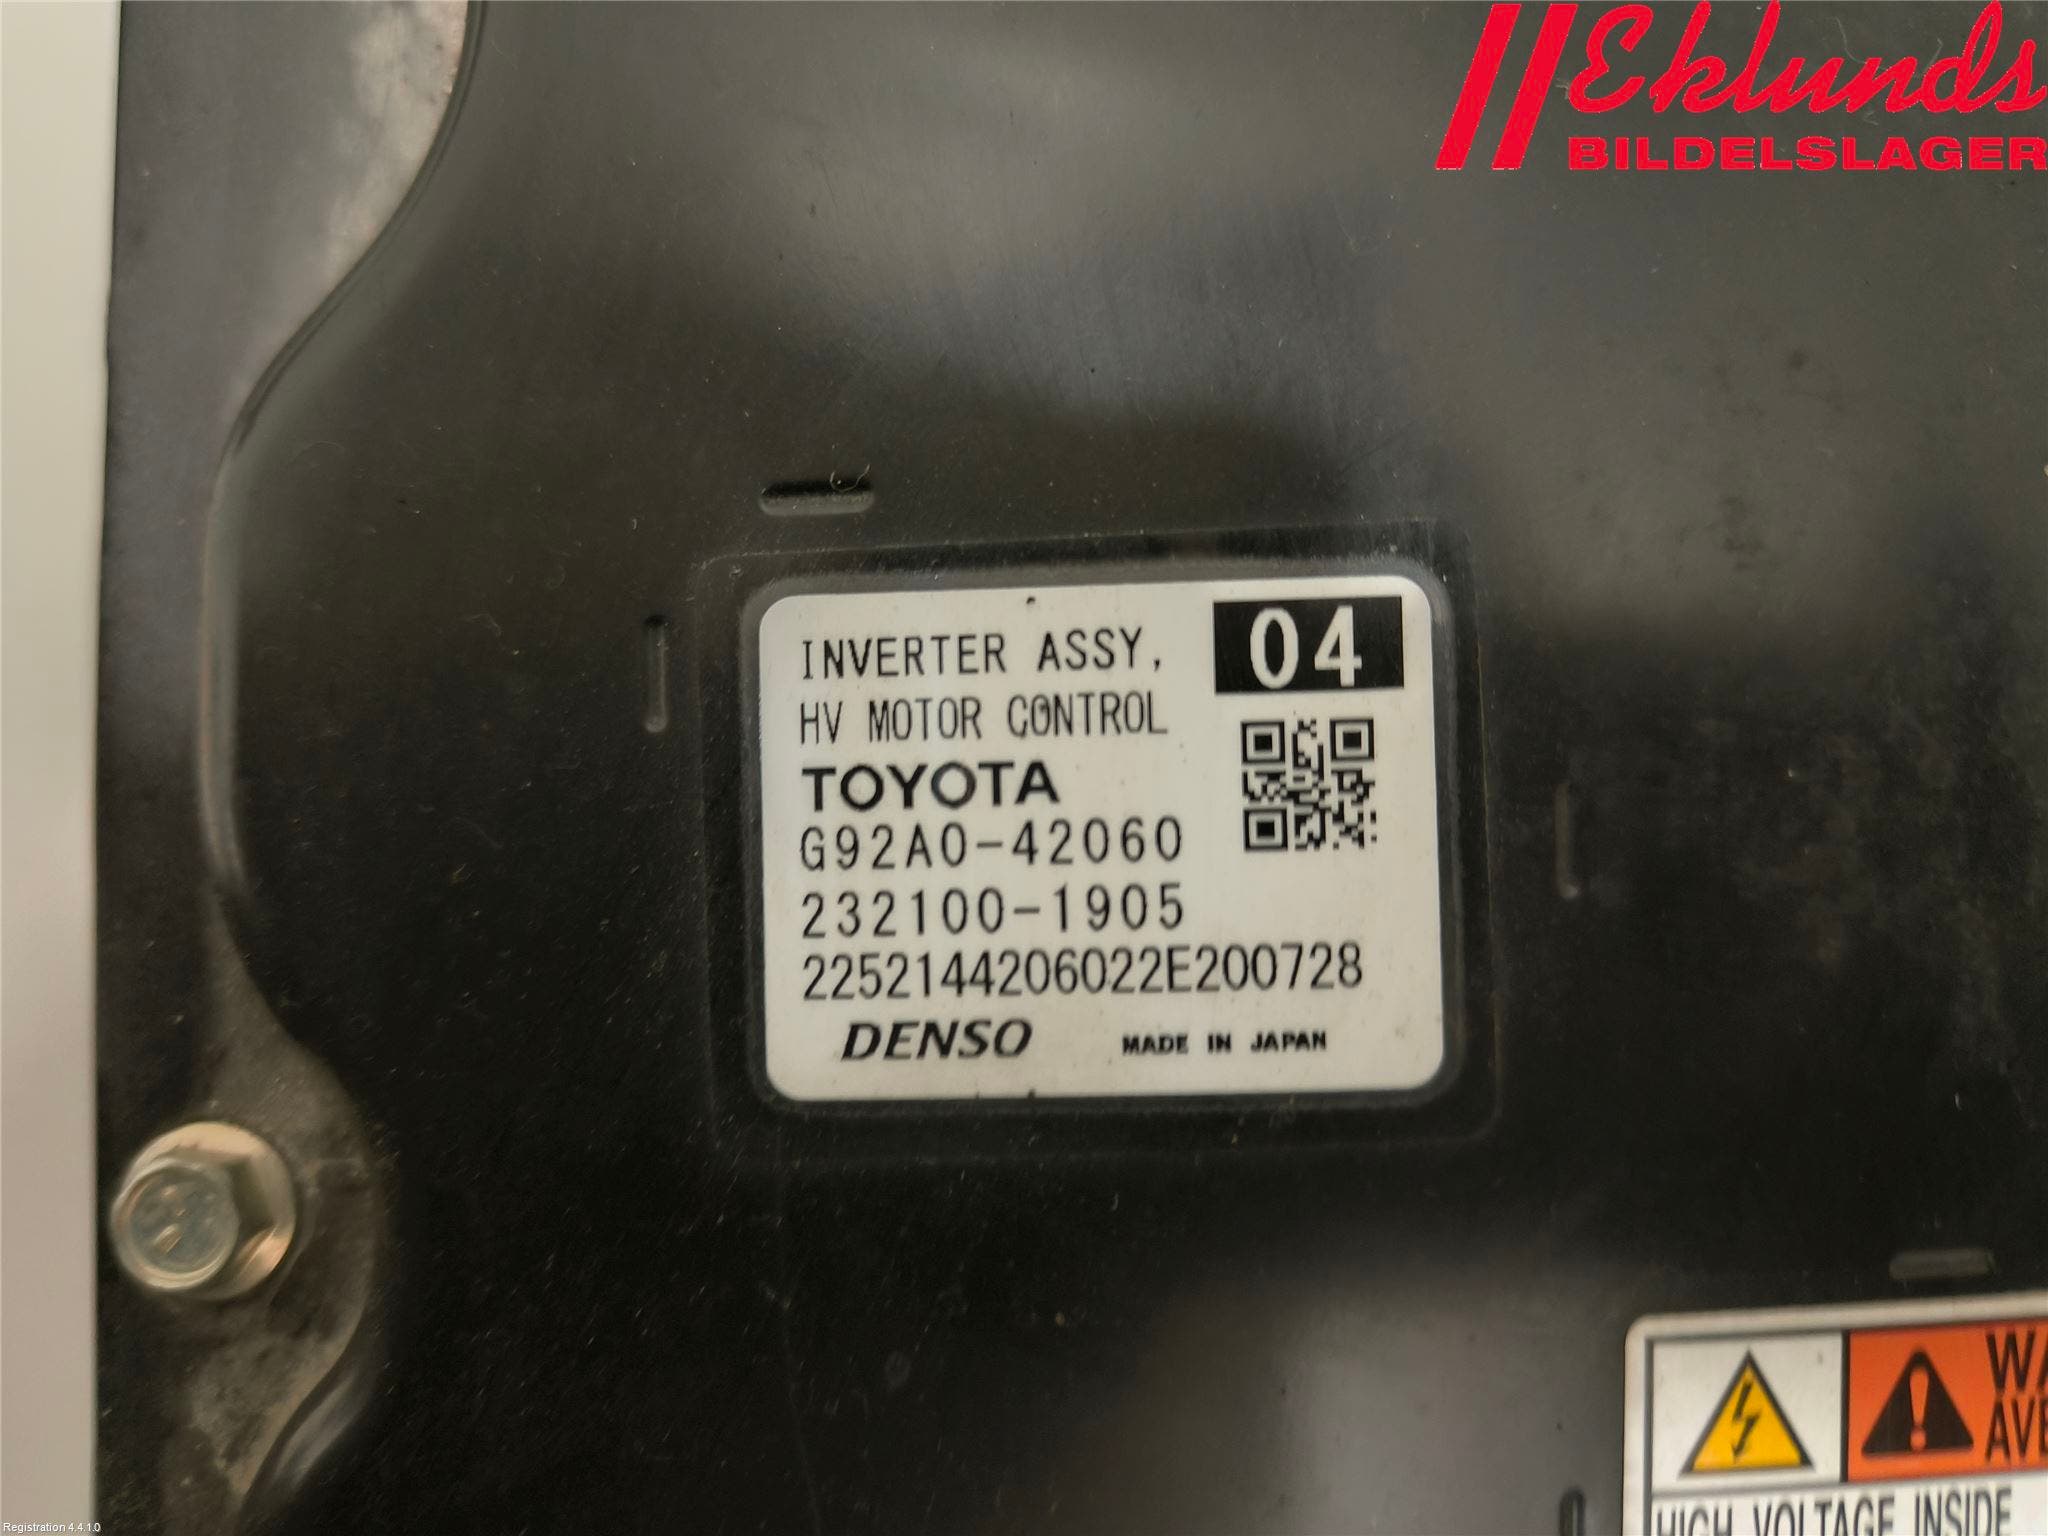 Eklunds
BILDELSLAGER
INVERTER ASSY,
04
HV MOTOR CONTROL
TOYOTA
G92A0-42060
232100-1905
2252144206022E200728
DENSO
MADE IN JAPAN
HIGH VOLTAGE INSIDE
Registration 4.4.1.0